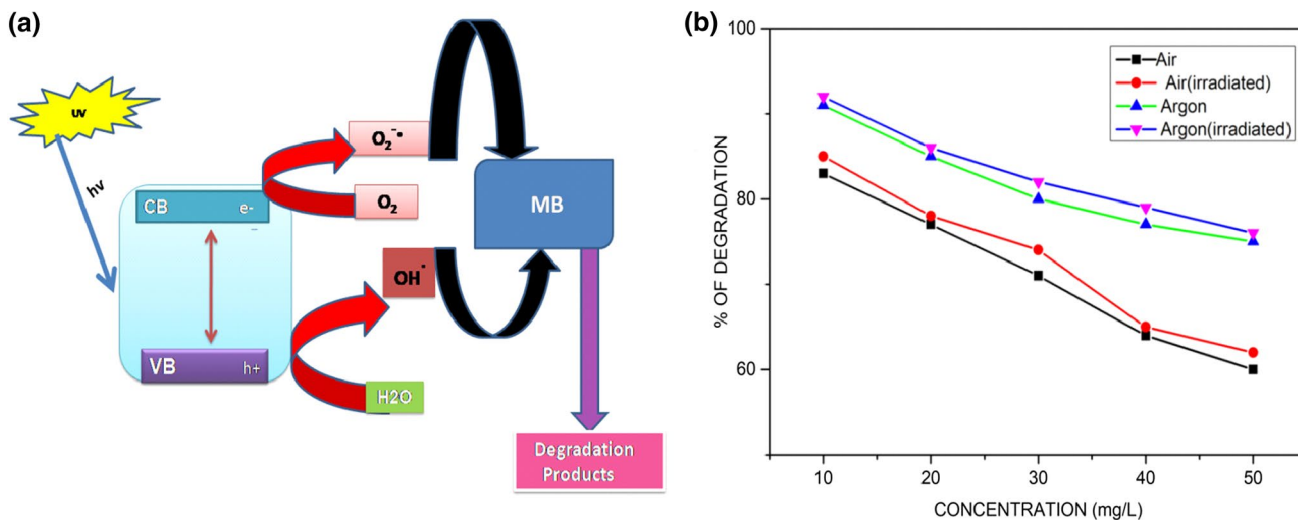 (a)
uv
hv
CB e-
–
VB h+
O₂⁻•
O₂
OH•
H2O
MB
Degradation
Products
(b)
100
80
60
% OF DEGRADATION
Air
Air(irradiated)
Argon
Argon(irradiated)
10 20 30 40 50
CONCENTRATION (mg/L)